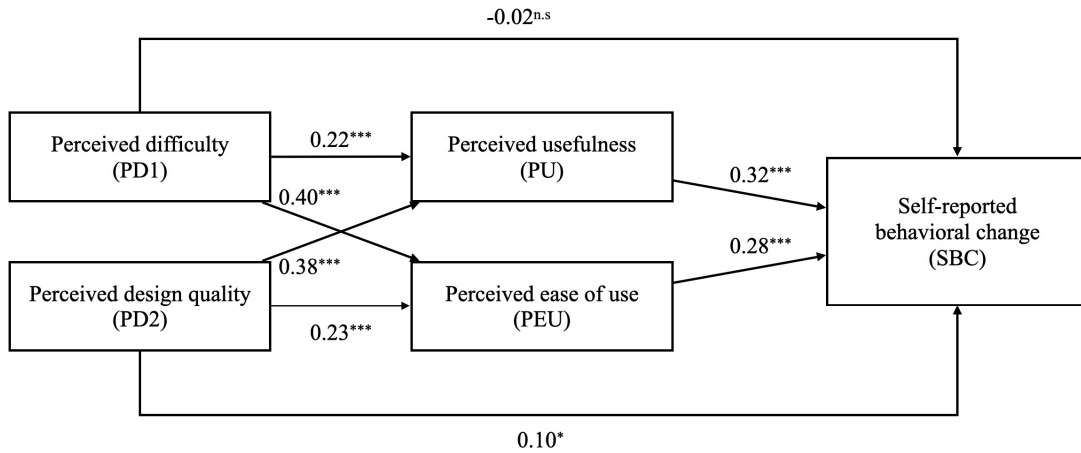 -0.02n.s
Perceived difficulty
(PD1)
0.22***
Perceived usefulness
(PU)
0.40***
0.32***
Self-reported
behavioral change
(SBC)
0.38***
0.28***
Perceived design quality
(PD2)
0.23***
Perceived ease of use
(PEU)
0.10*